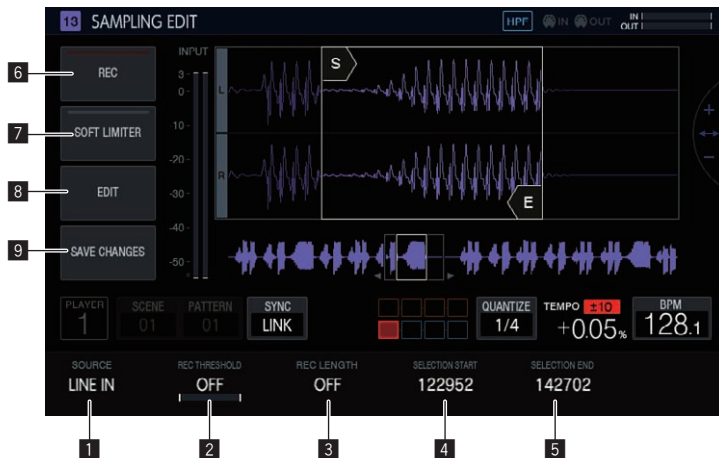 13 SAMPLING EDIT HPF IN OUT IN OUT
6 REC
INPUT
3
0
-10
-20
-30
-40
-50
L
R
S
E
+
−
7 SOFT LIMITER
8 EDIT
9 SAVE CHANGES
PLAYER
1
SCENE
01
PATTERN
01
SYNC
LINK
QUANTIZE
1/4
TEMPO ±10
+0.05%
BPM
128.1
SOURCE
LINE IN
REC THRESHOLD
OFF
REC LENGTH
OFF
SELECTION START
122952
SELECTION END
142702
1 2 3 4 5